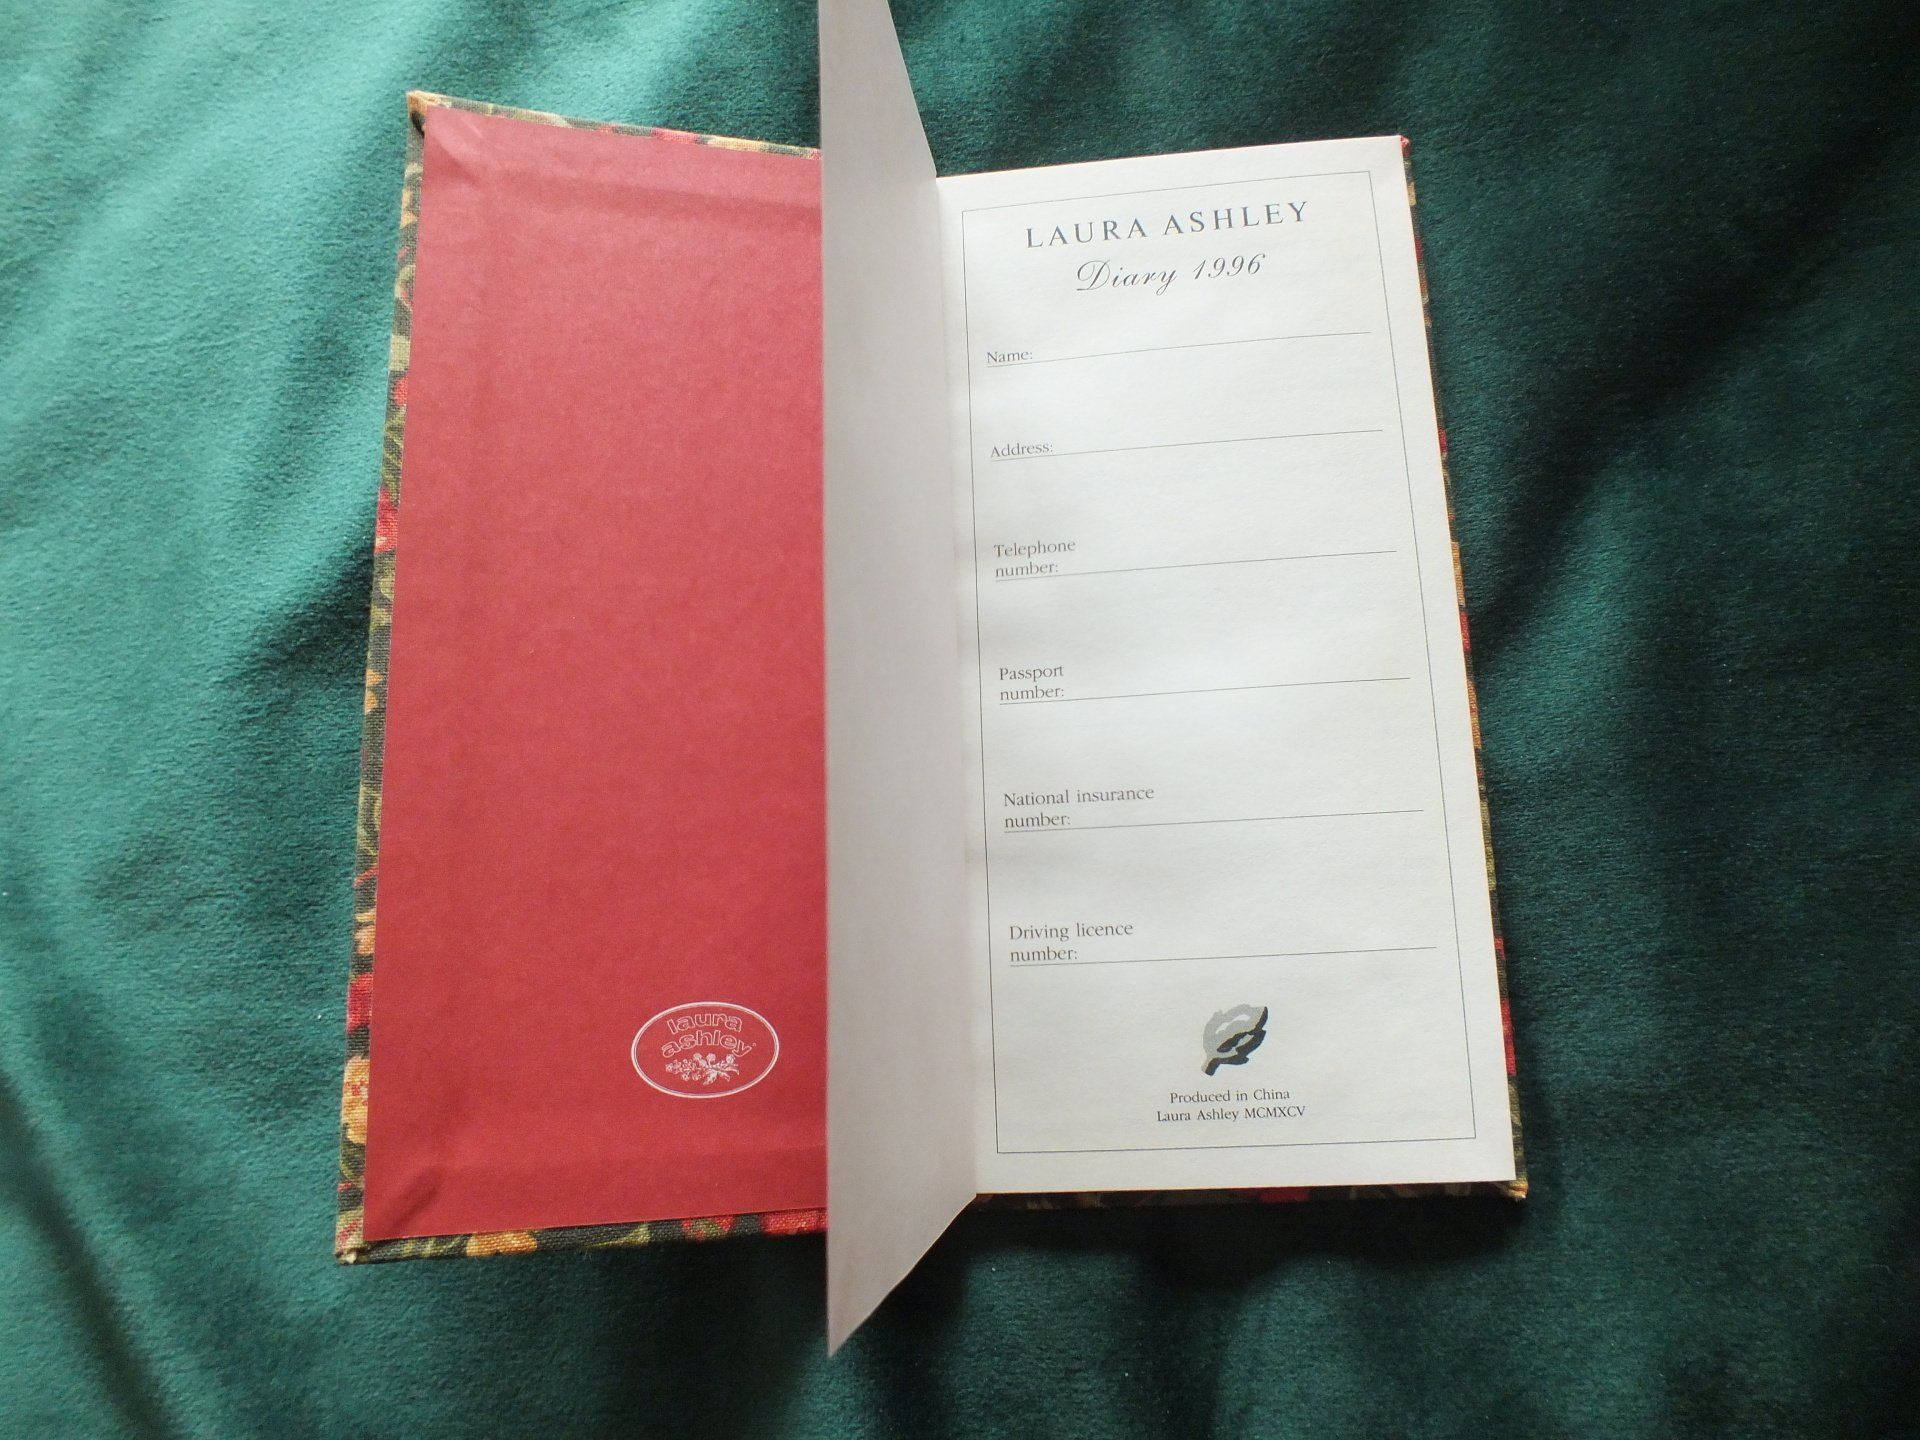 laura
ashley
LAURA ASHLEY
Diary 1996
Name:
Address:
Telephone
number:
Passport
number:
National insurance
number:
Driving licence
number:
Produced in China
Laura Ashley MCMXCV